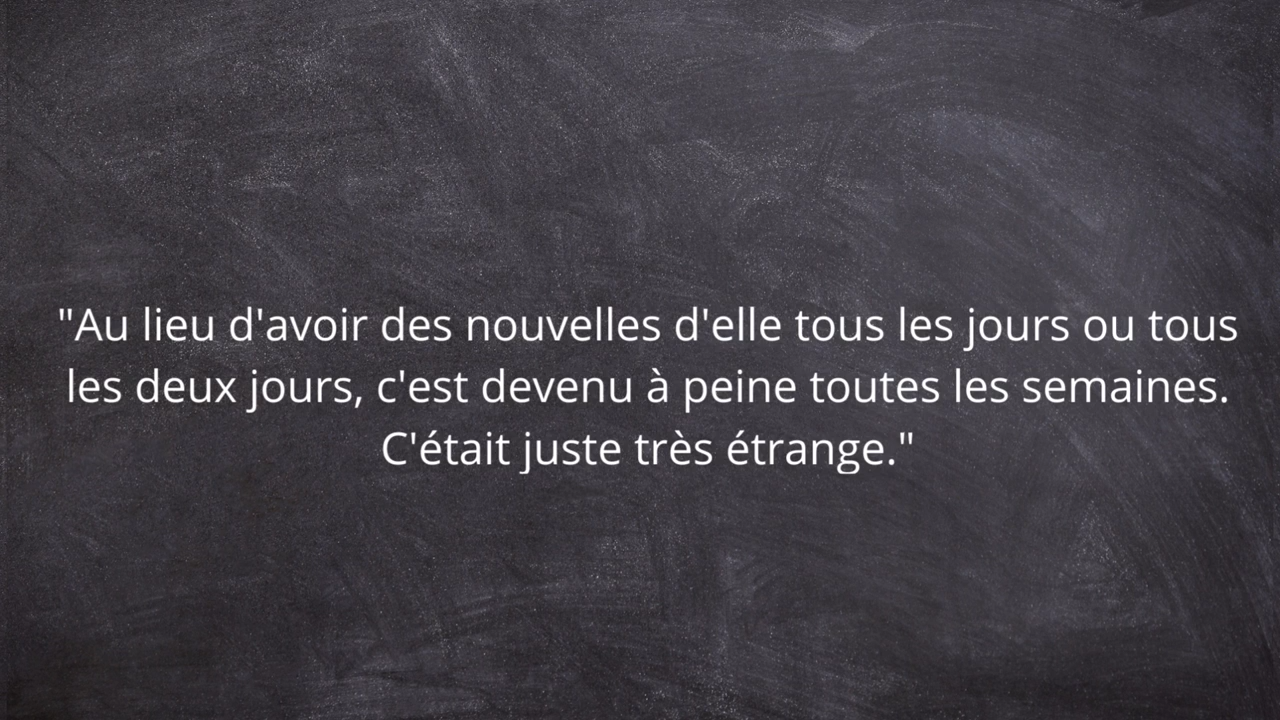 "Au lieu d'avoir des nouvelles d'elle tous les jours ou tous
les deux jours, c'est devenu à peine toutes les semaines.
C'était juste très étrange."